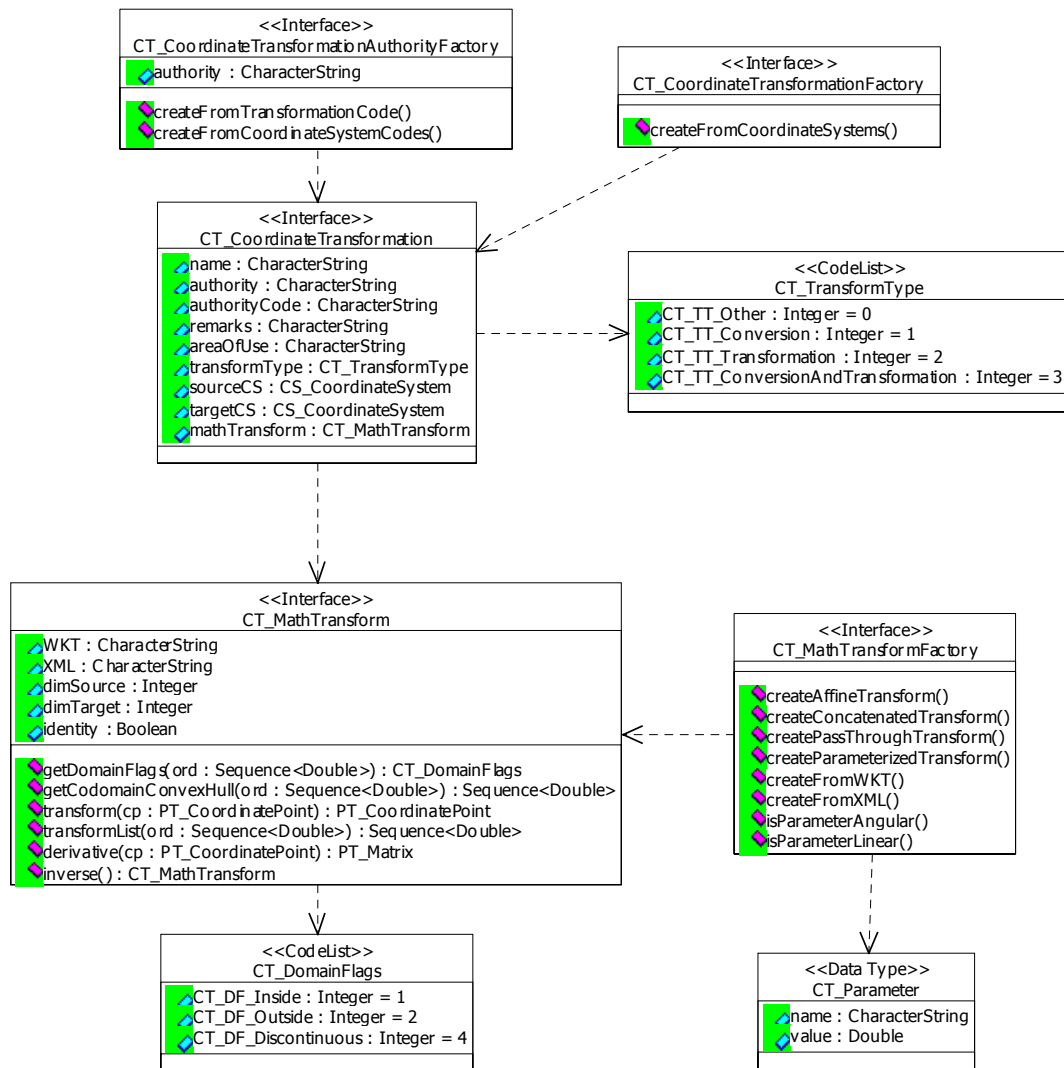 <<Interface>>
CT_CoordinateTransformationAuthorityFactory
authority : CharacterString
createFromTransformationCode()
createFromCoordinateSystemCodes()
<<Interface>>
CT_CoordinateTransformationFactory
createFromCoordinateSystems()
<<Interface>>
CT_CoordinateTransformation
name : CharacterString
authority : CharacterString
authorityCode : CharacterString
remarks : CharacterString
areaOfUse : CharacterString
transformType : CT_TransformType
sourceCS : CS_CoordinateSystem
targetCS : CS_CoordinateSystem
mathTransform : CT_MathTransform
<<CodeList>>
CT_TransformType
CT_TT_Other : Integer = 0
CT_TT_Conversion : Integer = 1
CT_TT_Transformation : Integer = 2
CT_TT_ConversionAndTransformation : Integer = 3
<<Interface>>
CT_MathTransform
WKT : CharacterString
XML : CharacterString
dimSource : Integer
dimTarget : Integer
identity : Boolean
getDomainFlags(ord : Sequence<Double>) : CT_DomainFlags
getCodomainConvexHull(ord : Sequence<Double>) : Sequence<Double>
transform(cp : PT_CoordinatePoint) : PT_CoordinatePoint
transformList(ord : Sequence<Double>) : Sequence<Double>
derivative(cp : PT_CoordinatePoint) : PT_Matrix
inverse() : CT_MathTransform
<<Interface>>
CT_MathTransformFactory
createAffineTransform()
createConcatenatedTransform()
createPassThroughTransform()
createParameterizedTransform()
createFromWKT()
createFromXML()
isParameterAngular()
isParameterLinear()
<<CodeList>>
CT_DomainFlags
CT_DF_Inside : Integer = 1
CT_DF_Outside : Integer = 2
CT_DF_Discontinuous : Integer = 4
<<Data Type>>
CT_Parameter
name : CharacterString
value : Double